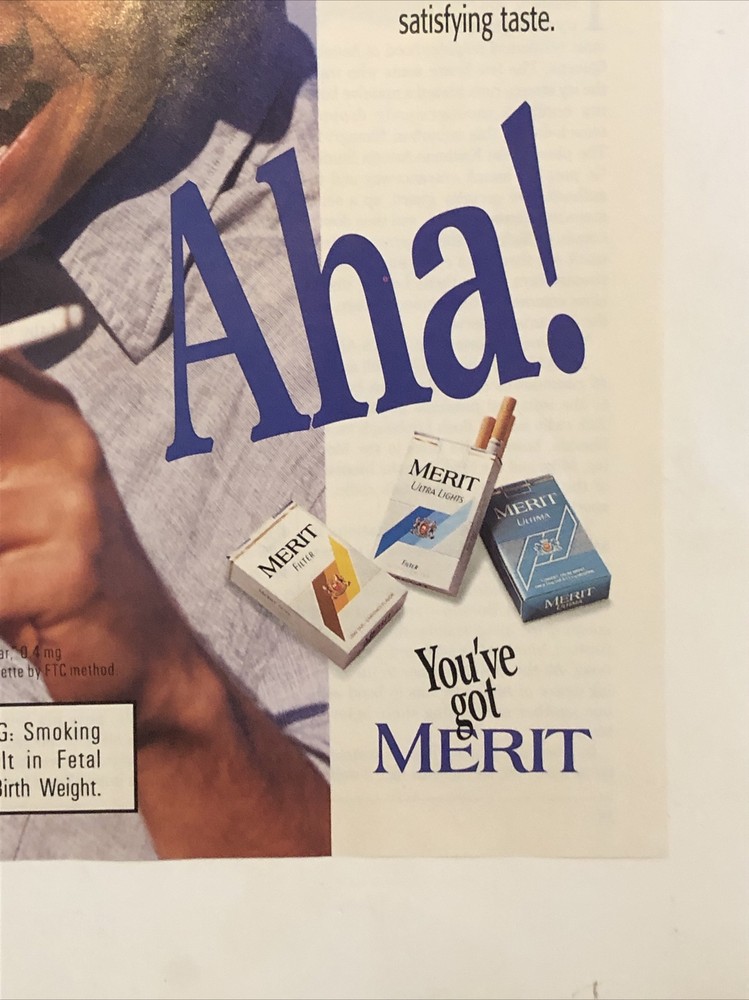 satisfying taste.
Aha!
MERIT
ULTRA LIGHTS
FILTER
MERIT
ULTIMA
MERIT
ULTIMA
MERIT
FILTER
You've
got
MERIT
ar, 0.4 mg
ette by FTC method.
G: Smoking
lt in Fetal
Birth Weight.